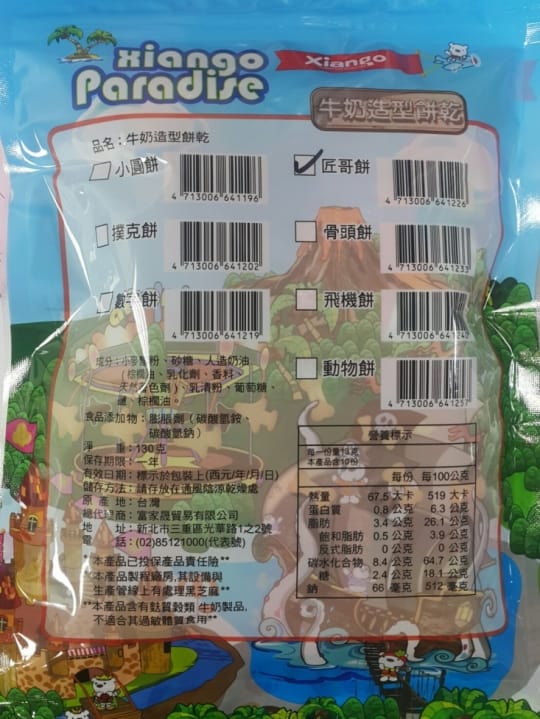 xiango
Paradise
Xiango
牛奶造型餅乾
品名：牛奶造型餅乾
小圓餅
4 713006 641196
匠哥餅
4 713006 641226
撲克餅
4 713006 641202
骨頭餅
4 713006 641233
數字餅
4 713006 641219
飛機餅
4 713006 641240
動物餅
4 713006 641257
成分：小麥麵粉、砂糖、人造奶油
(棕櫚油、乳化劑、香料、
天然色劑)、乳清粉、葡萄糖、
鹽、棕櫚油。
食品添加物：膨脹劑（碳酸氫銨、
碳酸氫鈉）
淨重：130克
保存期限：一年
有效日期：標示於包裝上(西元/年/月/日)
儲存方法：請存放在通風陰涼乾燥處
原產地：台灣
總代理商：富家晟貿易有限公司
地址：新北市三重區光華路1之2號
電話：(02)85121000(代表號)
**本產品已投保產品責任險**
**本產品製程廠房,其設備與
生產管線上有處理黑芝麻**
**本產品含有麩質穀類 牛奶製品,
不適合其過敏體質食用**
營養標示
每一份量13克
本產品含10份
每份 每100公克
熱量 67.5 大卡 519 大卡
蛋白質 0.8 公克 6.3 公克
脂肪 3.4 公克 26.1 公克
飽和脂肪 0.5 公克 3.9 公克
反式脂肪 0 公克 0 公克
碳水化合物 8.4 公克 64.7 公克
糖 2.4 公克 18.1 公克
鈉 66 毫克 512 毫克